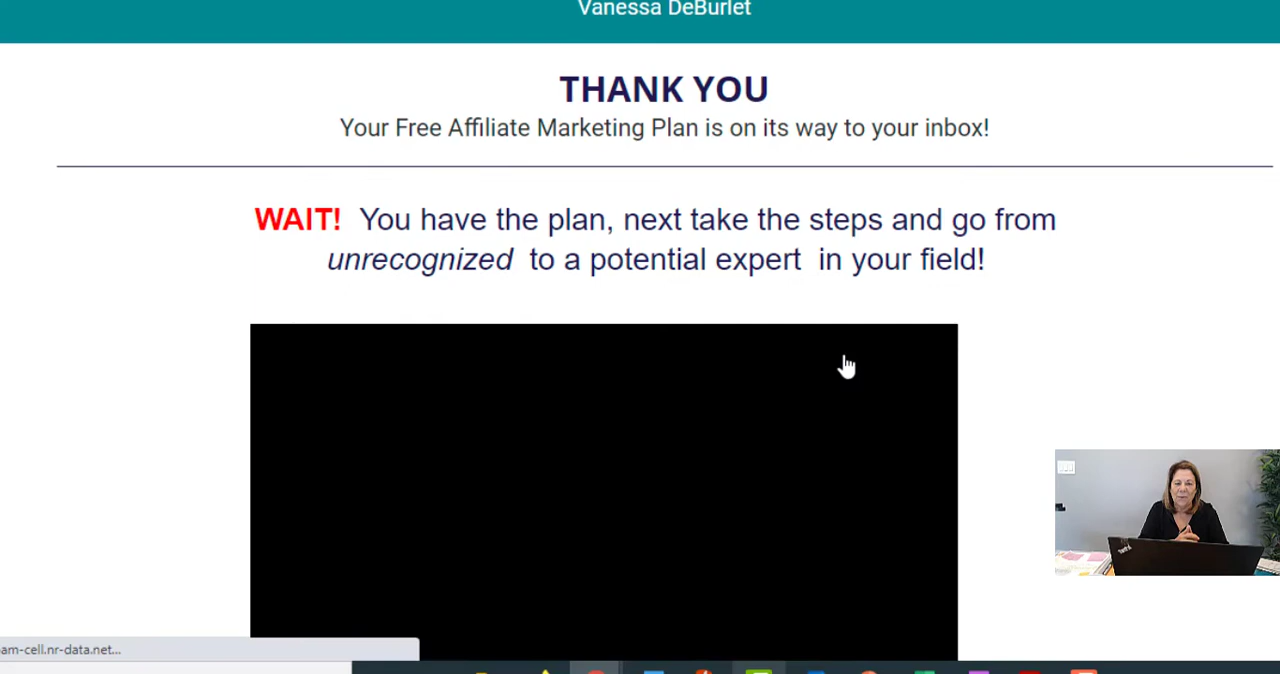 Vanessa DeBurlet
THANK YOU
Your Free Affiliate Marketing Plan is on its way to your inbox!
WAIT! You have the plan, next take the steps and go from
unrecognized to a potential expert in your field!
am-cell.nr-data.net...